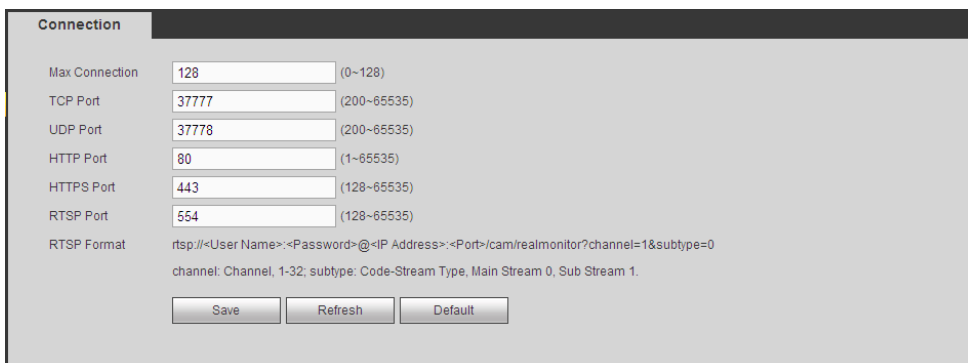 Connection
Max Connection 128 (0~128)
TCP Port 37777 (200~65535)
UDP Port 37778 (200~65535)
HTTP Port 80 (1~65535)
HTTPS Port 443 (128~65535)
RTSP Port 554 (128~65535)
RTSP Format rtsp://<User Name>:<Password>@<IP Address>:<Port>/cam/realmonitor?channel=1&subtype=0
channel: Channel, 1-32; subtype: Code-Stream Type, Main Stream 0, Sub Stream 1.
Save Refresh Default